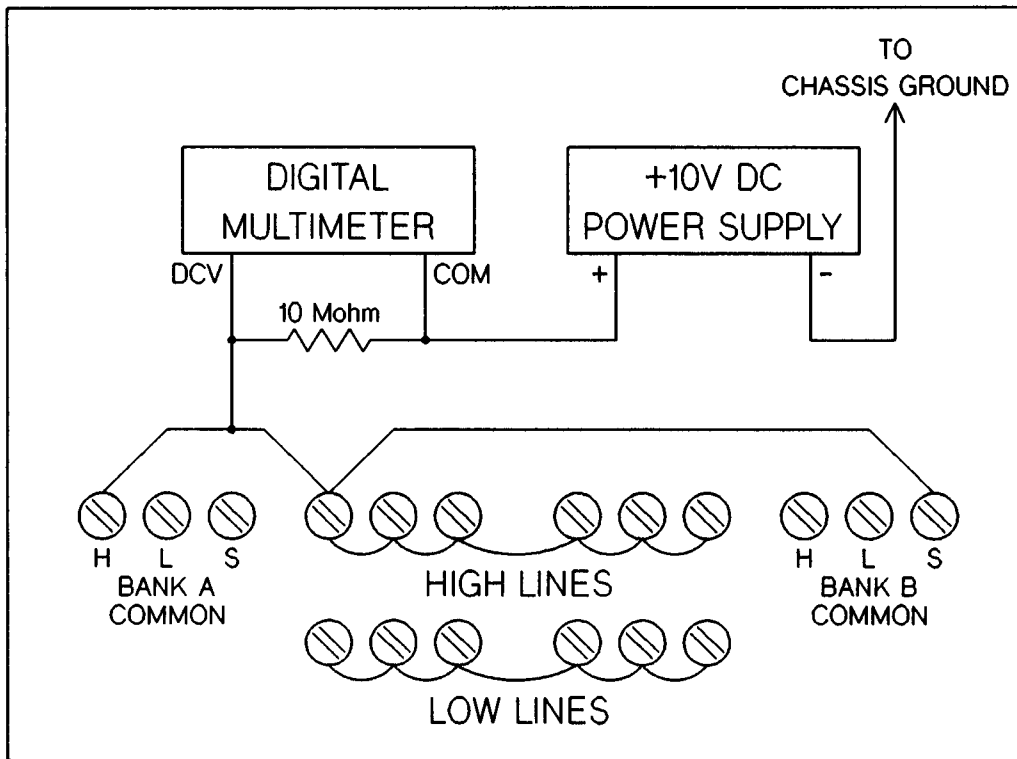 TO
CHASSIS GROUND
DIGITAL
MULTIMETER
+10V DC
POWER SUPPLY
DCV
COM
+
-
10 Mohm
H L S
BANK A
COMMON
HIGH LINES
H L S
BANK B
COMMON
LOW LINES